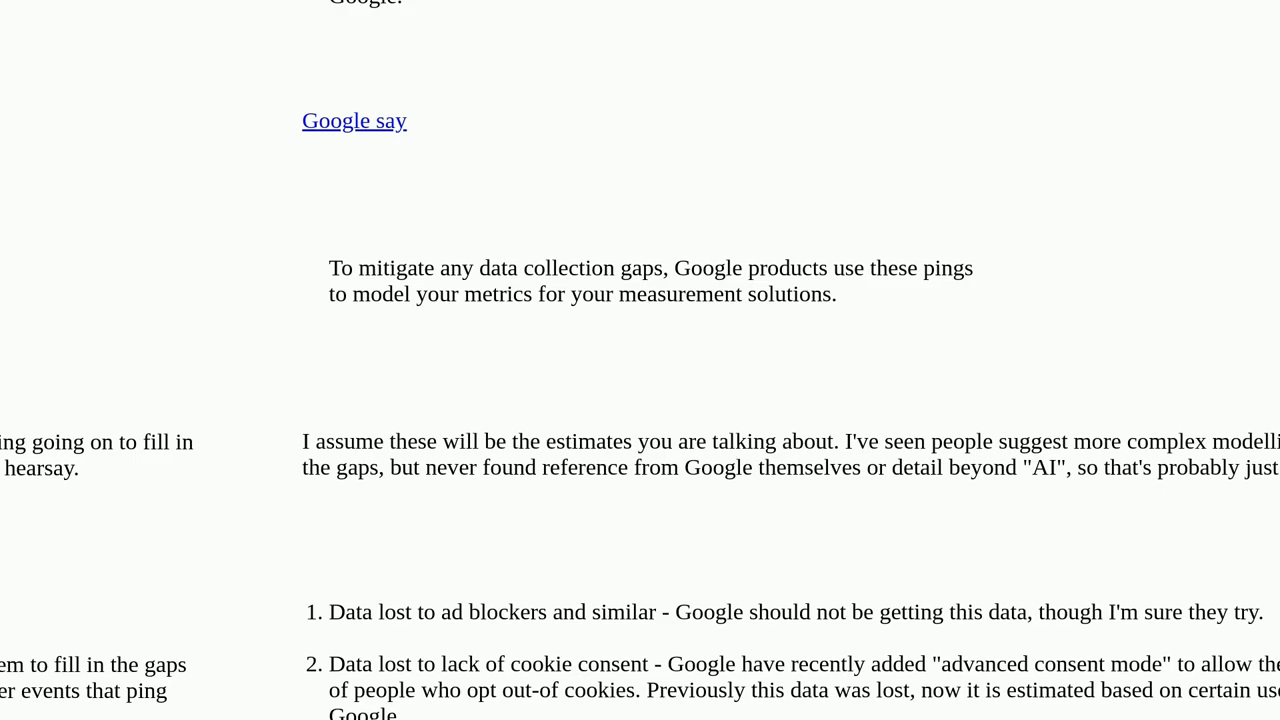 Google.
Google say
To mitigate any data collection gaps, Google products use these pings
to model your metrics for your measurement solutions.
ing going on to fill in
hearsay.
I assume these will be the estimates you are talking about. I've seen people suggest more complex modelli
the gaps, but never found reference from Google themselves or detail beyond "AI", so that's probably just
1. Data lost to ad blockers and similar - Google should not be getting this data, though I'm sure they try.
em to fill in the gaps
er events that ping
2. Data lost to lack of cookie consent - Google have recently added "advanced consent mode" to allow the
of people who opt out-of cookies. Previously this data was lost, now it is estimated based on certain use
Google